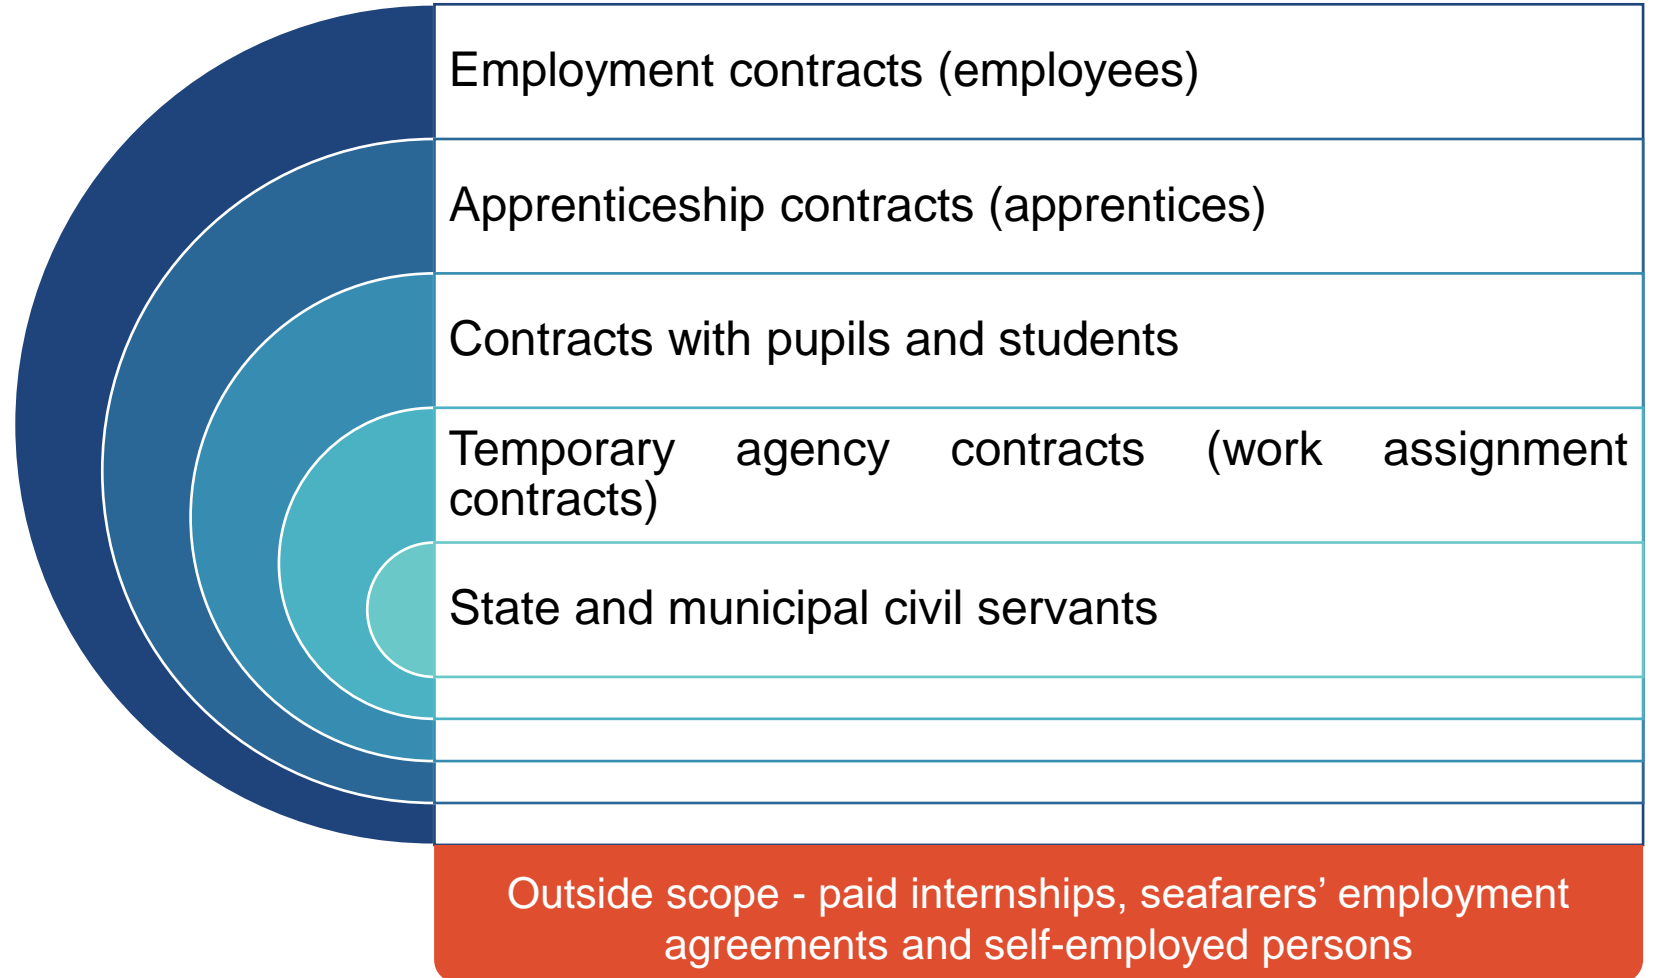 Employment contracts (employees)
Apprenticeship contracts (apprentices)
Contracts with pupils and students
Temporary agency contracts (work assignment
contracts)
State and municipal civil servants
Outside scope - paid internships, seafarers’ employment
agreements and self-employed persons